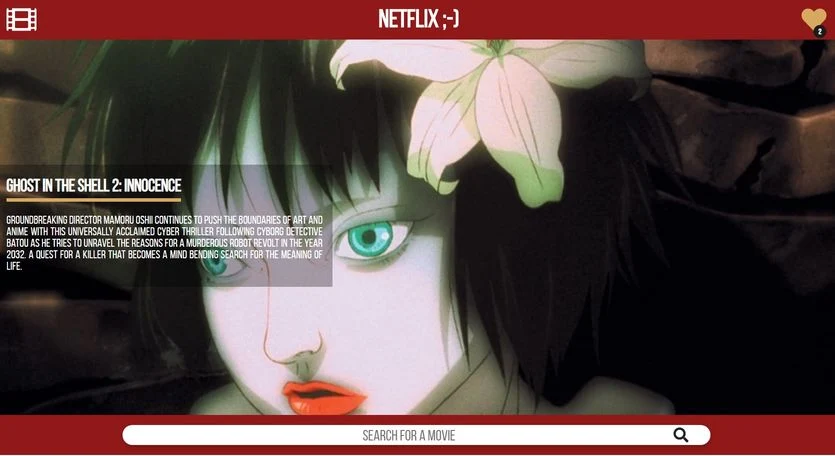 NETFLIX ;-)
2
GHOST IN THE SHELL 2: INNOCENCE
GROUNDBREAKING DIRECTOR MAMORU OSHII CONTINUES TO PUSH THE BOUNDARIES OF ART AND
ANIME WITH THIS UNIVERSALLY ACCLAIMED CYBER THRILLER FOLLOWING CYBORG DETECTIVE
BATOU AS HE TRIES TO UNRAVEL THE REASONS FOR A MURDEROUS ROBOT REVOLT IN THE YEAR
2032. A QUEST FOR A KILLER THAT BECOMES A MIND BENDING SEARCH FOR THE MEANING OF
LIFE.
SEARCH FOR A MOVIE